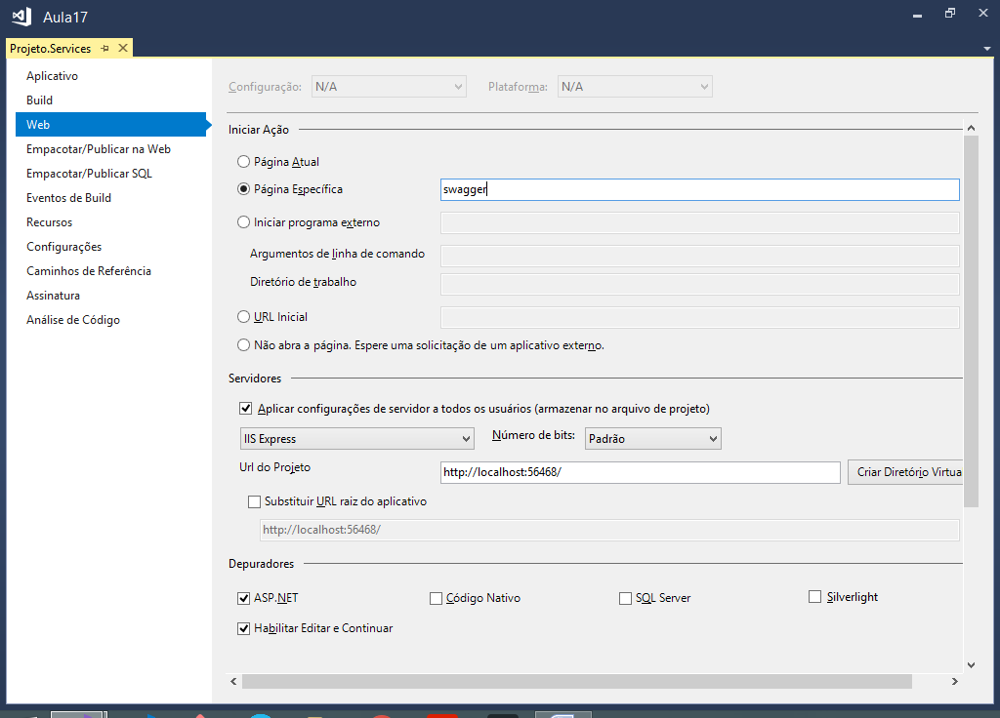 Aula17
Projeto.Services
Aplicativo
Build
Web
Empacotar/Publicar na Web
Empacotar/Publicar SQL
Eventos de Build
Recursos
Configurações
Caminhos de Referência
Assinatura
Análise de Código
Configuração: N/A Plataforma: N/A
Iniciar Ação
Página Atual
Página Específica swagger
Iniciar programa externo
Argumentos de linha de comando
Diretório de trabalho
URL Inicial
Não abra a página. Espere uma solicitação de um aplicativo externo.
Servidores
Aplicar configurações de servidor a todos os usuários (armazenar no arquivo de projeto)
IIS Express Número de bits: Padrão
Url do Projeto http://localhost:56468/ Criar Diretório Virtua
Substituir URL raiz do aplicativo
http://localhost:56468/
Depuradores
ASP.NET Código Nativo SQL Server Silverlight
Habilitar Editar e Continuar